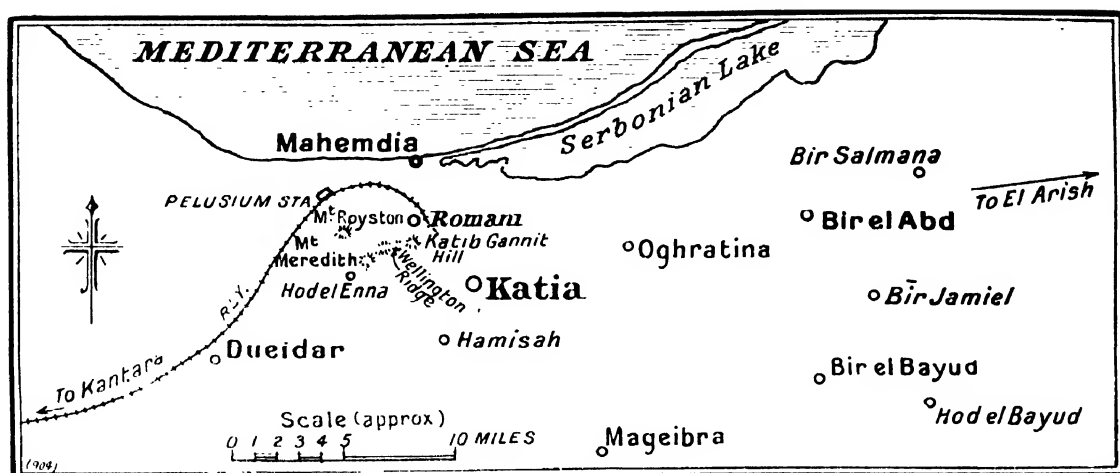 MEDITERRANEAN SEA
Serbonian Lake
Mahemdia
Bir Salmana
To El Arish
PELUSIUM STA.
Mt Royston
Romani
Bir el Abd
Mt
Meredith
Katib Gannit
Hill
Oghratina
Wellington
Ridge
Hod el Enna
Katia
Bir Jamiel
RLY.
Dueidar
Hamisah
To Kantara
Bir el Bayud
Hod el Bayud
Scale (approx)
0 1 2 3 4 5 10 MILES
Mageibra
(904)